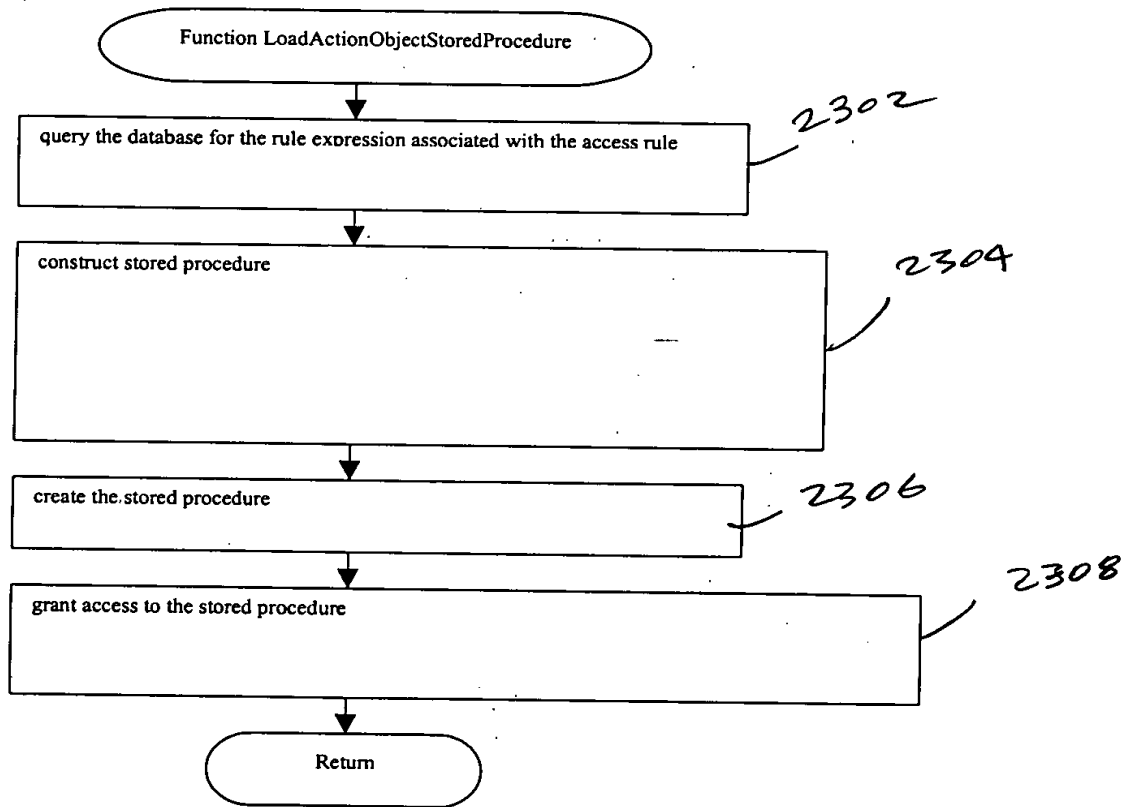 Function LoadActionObjectStoredProcedure
query the database for the rule expression associated with the access rule
2302
construct stored procedure
2304
create the stored procedure
2306
grant access to the stored procedure
2308
Return